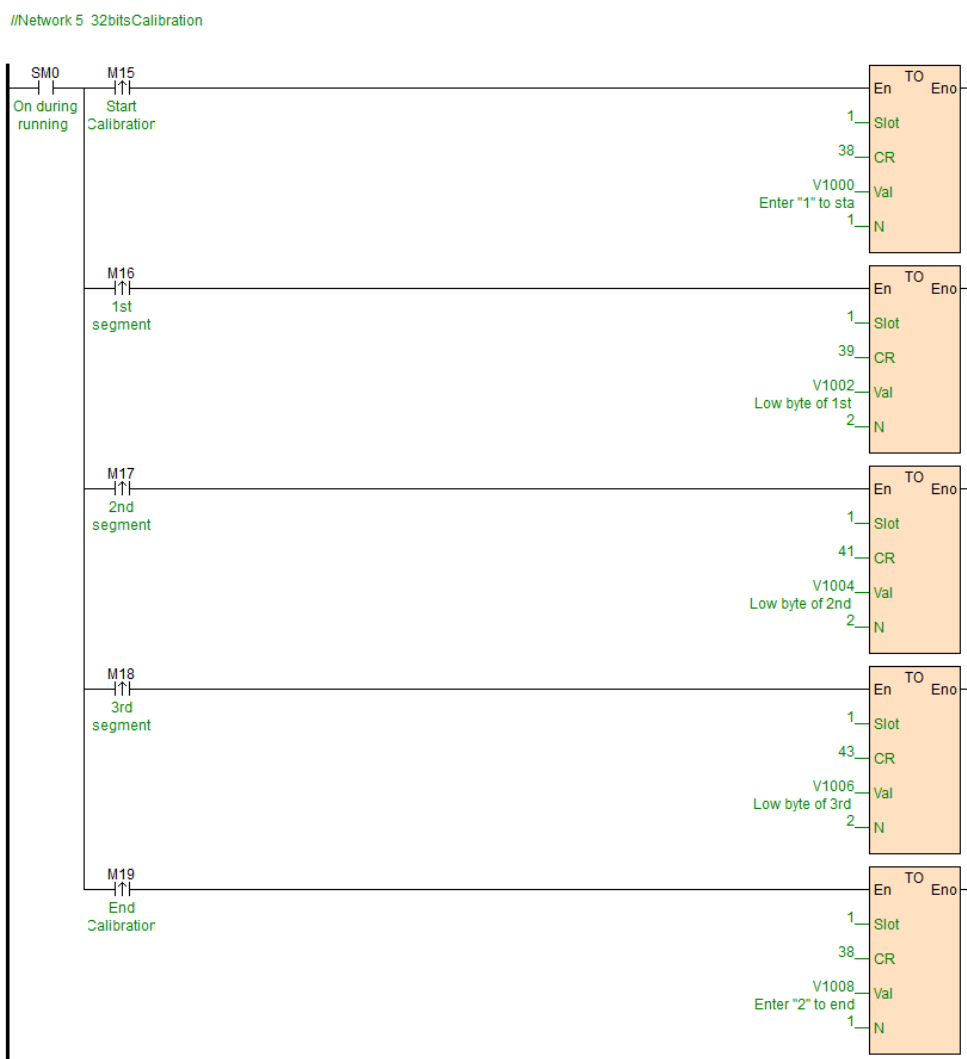 //Network 5 32bitsCalibration
SM0
On during
running
M15
Start
Calibration
TO
En
Eno
1
Slot
38
CR
V1000
Val
Enter "1" to sta
1
N
M16
1st
segment
TO
En
Eno
1
Slot
39
CR
V1002
Val
Low byte of 1st
2
N
M17
2nd
segment
TO
En
Eno
1
Slot
41
CR
V1004
Val
Low byte of 2nd
2
N
M18
3rd
segment
TO
En
Eno
1
Slot
43
CR
V1006
Val
Low byte of 3rd
2
N
M19
End
Calibration
TO
En
Eno
1
Slot
38
CR
V1008
Val
Enter "2" to end
1
N